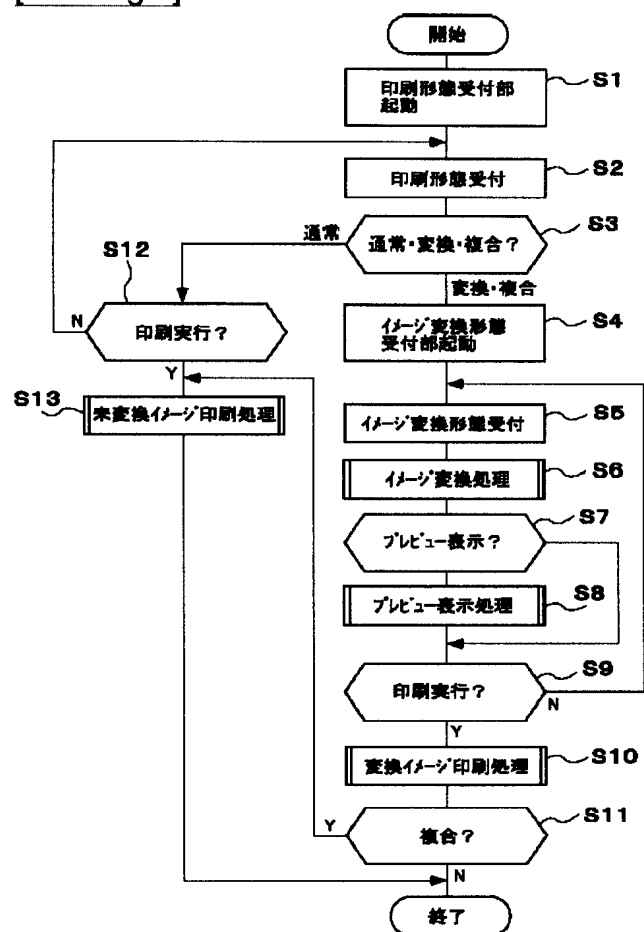 開始
印刷形態受付部
起動
S1
印刷形態受付
S2
通常・変換・複合?
S3
通常
変換・複合
S12
印刷実行?
N
Y
S13
未変換イメージ印刷処理
イメージ変換形態
受付部起動
S4
イメージ変換形態受付
S5
イメージ変換処理
S6
プレビュー表示?
S7
プレビュー表示処理
S8
印刷実行?
S9
N
Y
変換イメージ印刷処理
S10
複合?
S11
Y
N
終了